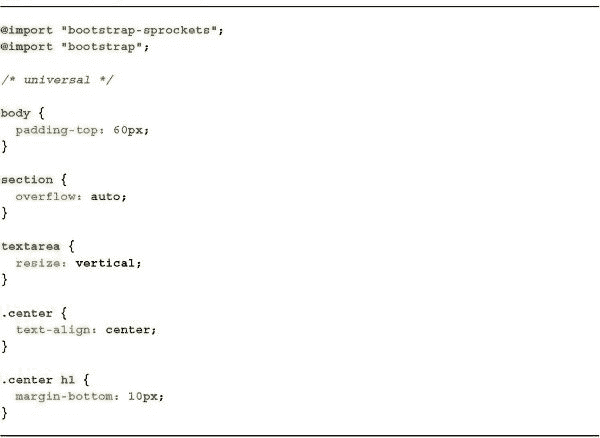 @import "bootstrap-sprockets";
@import "bootstrap";
/* universal */
body {
  padding-top: 60px;
}
section {
  overflow: auto;
}
textarea {
  resize: vertical;
}
.center {
  text-align: center;
}
.center h1 {
  margin-bottom: 10px;
}